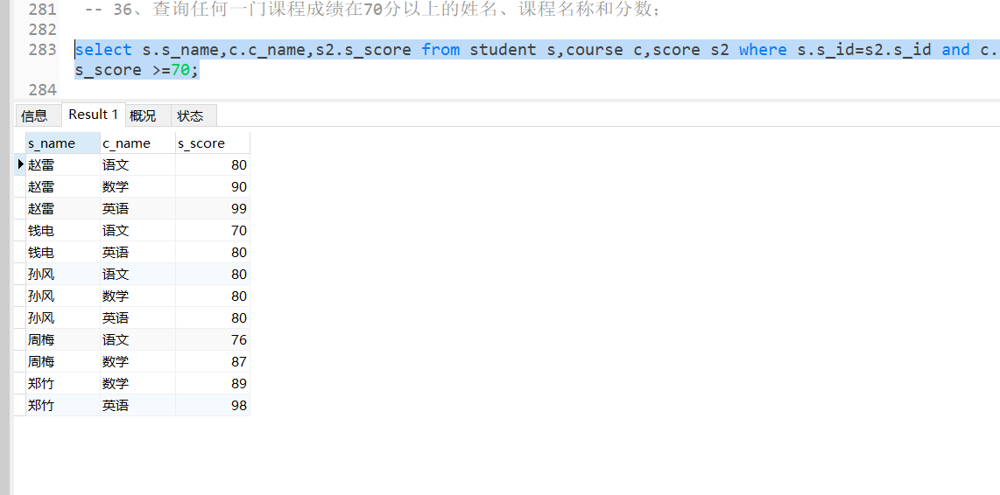 281 -- 36、查询任何一门课程成绩在70分以上的姓名、课程名称和分数;
282
283 select s.s_name,c.c_name,s2.s_score from student s,course c,score s2 where s.s_id=s2.s_id and c.
s_score >=70;
284
信息 Result 1 概况 状态
s_name c_name s_score
赵雷 语文 80
赵雷 数学 90
赵雷 英语 99
钱电 语文 70
钱电 英语 80
孙风 语文 80
孙风 数学 80
孙风 英语 80
周梅 语文 76
周梅 数学 87
郑竹 数学 89
郑竹 英语 98